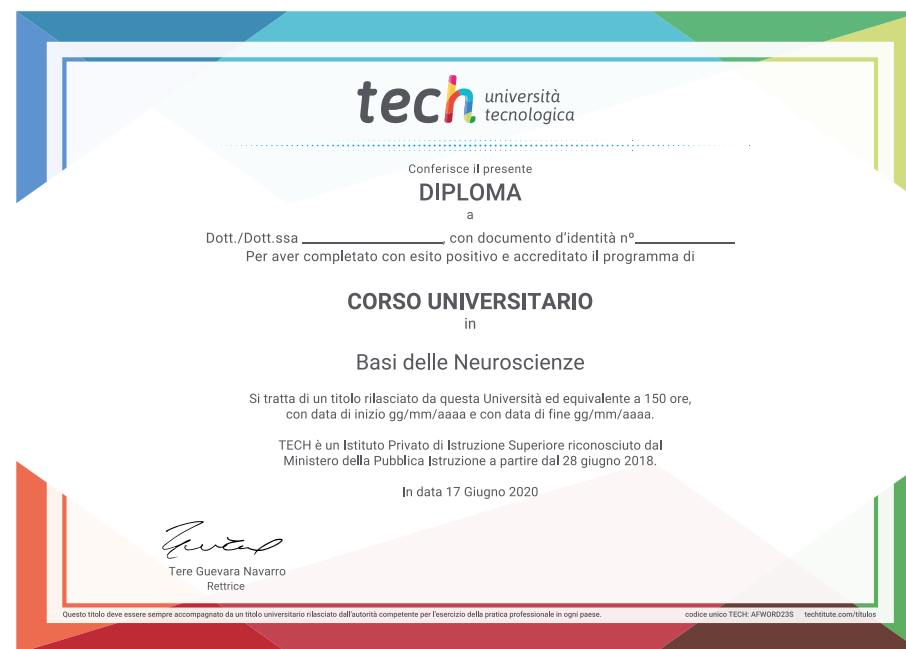 tech università
tecnologica
Conferisce il presente
DIPLOMA
a
Dott./Dott.ssa ________________, con documento d'identità nº____________
Per aver completato con esito positivo e accreditato il programma di
CORSO UNIVERSITARIO
in
Basi delle Neuroscienze
Si tratta di un titolo rilasciato da questa Università ed equivalente a 150 ore,
con data di inizio gg/mm/aaaa e con data di fine gg/mm/aaaa.
TECH è un Istituto Privato di Istruzione Superiore riconosciuto dal
Ministero della Pubblica Istruzione a partire dal 28 giugno 2018.
In data 17 Giugno 2020
Tere Guevara Navarro
Rettrice
Questo titolo deve essere sempre accompagnato da un titolo universitario rilasciato dall'autorità competente per l'esercizio della pratica professionale in ogni paese. codice unico TECH: AFWORD23S techtitute.com/titulos